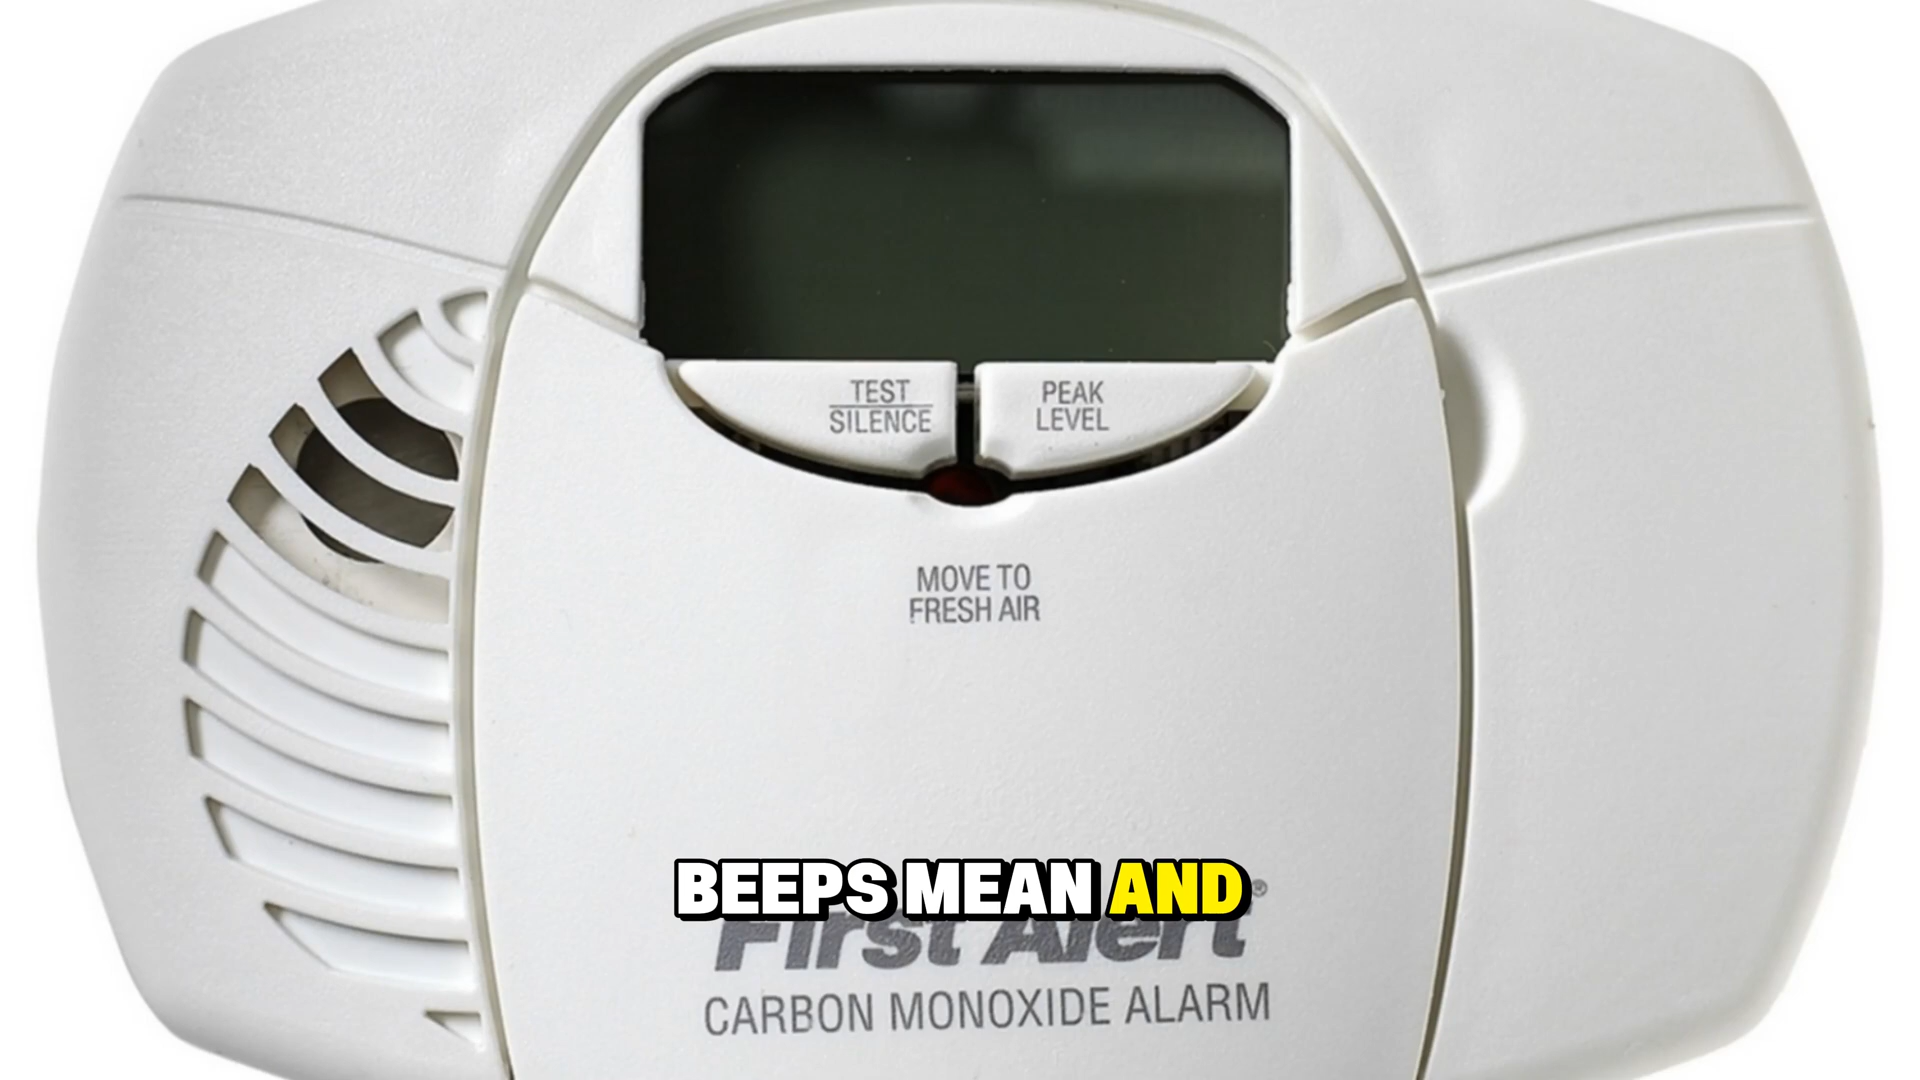 TEST
SILENCE
PEAK
LEVEL
MOVE TO
FRESH AIR
BEEPS MEAN AND
First Alert®
CARBON MONOXIDE ALARM